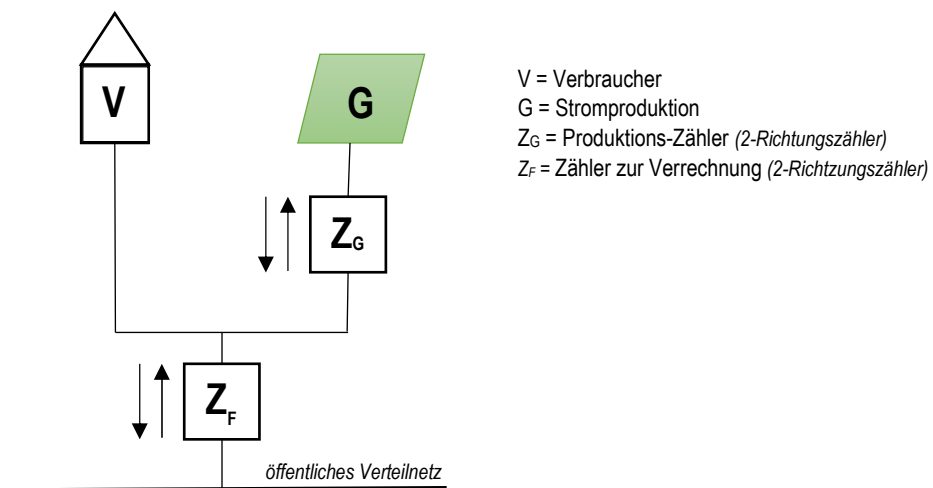 V
G
V = Verbraucher
G = Stromproduktion
ZG = Produktions-Zähler (2-Richtungszähler)
ZF = Zähler zur Verrechnung (2-Richtzungszähler)
ZG
ZF
öffentliches Verteilnetz